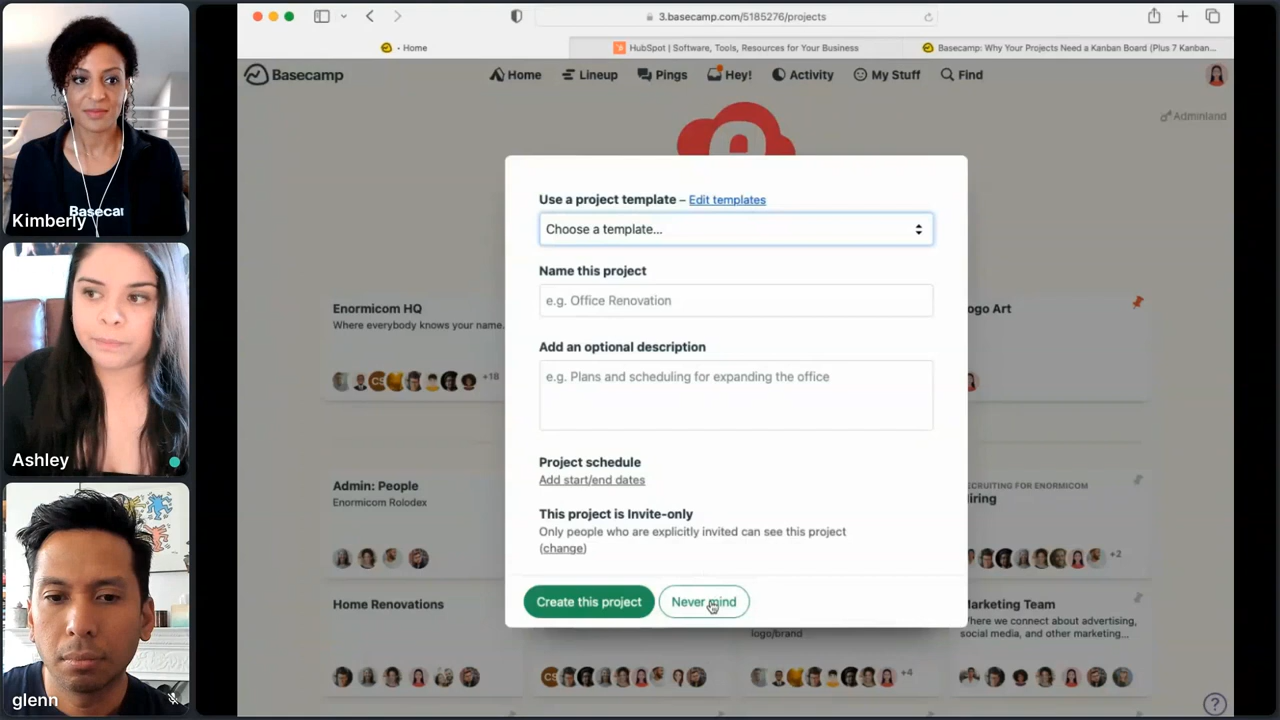 Kimberly
Basecar
Ashley
glenn
3.basecamp.com/5185276/projects
• Home
HubSpot | Software, Tools, Resources for Your Business
Basecamp: Why Your Projects Need a Kanban Board (Plus 7 Kanban...
Basecamp
Home
Lineup
Pings
Hey!
Activity
My Stuff
Find
Adminland
Use a project template – Edit templates
Choose a template...
Name this project
e.g. Office Renovation
Add an optional description
e.g. Plans and scheduling for expanding the office
Project schedule
Add start/end dates
This project is Invite-only
Only people who are explicitly invited can see this project
(change)
Create this project
Never mind
Enormicom HQ
Where everybody knows your name.
CS
+18
ogo Art
Admin: People
Enormicom Rolodex
CRUITING FOR ENORMICOM
iring
+2
Home Renovations
logo/brand
+4
Marketing Team
here we connect about advertising,
social media, and other marketing...
?